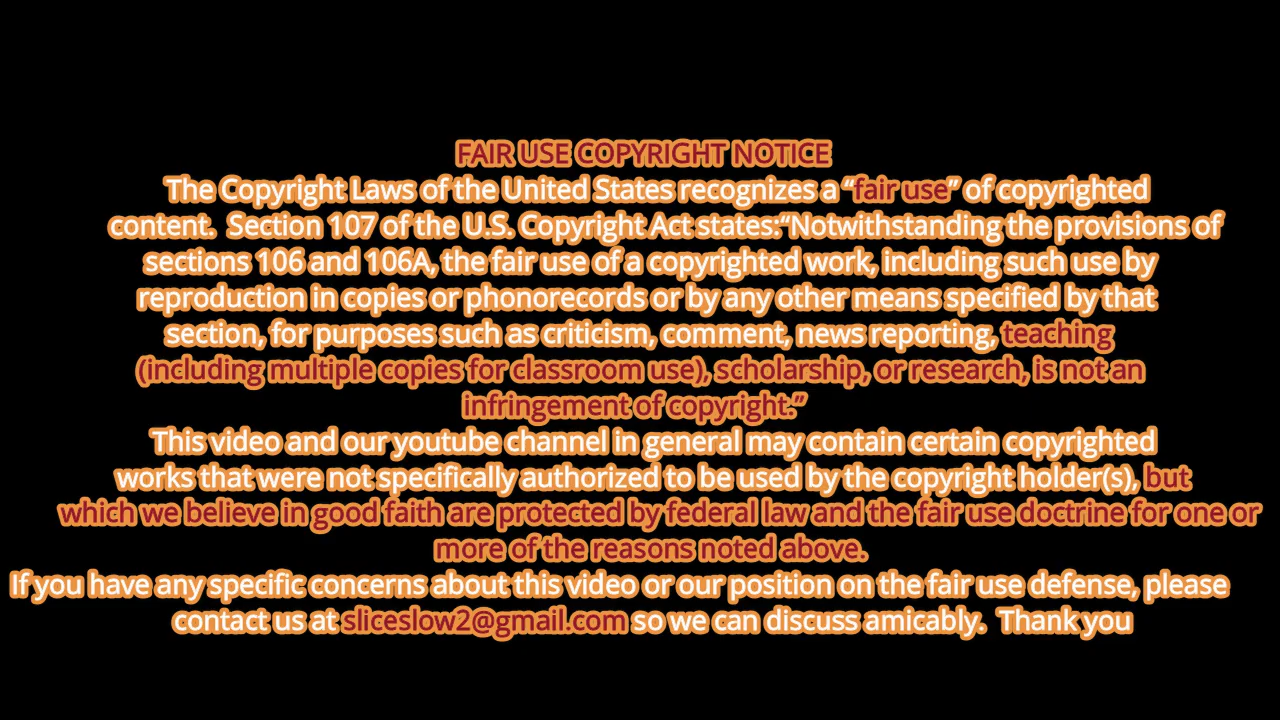 FAIR USE COPYRIGHT NOTICE
The Copyright Laws of the United States recognizes a “fair use” of copyrighted
content.  Section 107 of the U.S. Copyright Act states:“Notwithstanding the provisions of
sections 106 and 106A, the fair use of a copyrighted work, including such use by
reproduction in copies or phonorecords or by any other means specified by that
section, for purposes such as criticism, comment, news reporting, teaching
(including multiple copies for classroom use), scholarship, or research, is not an
infringement of copyright.”
This video and our youtube channel in general may contain certain copyrighted
works that were not specifically authorized to be used by the copyright holder(s), but
which we believe in good faith are protected by federal law and the fair use doctrine for one or
more of the reasons noted above.
If you have any specific concerns about this video or our position on the fair use defense, please
contact us at sliceslow2@gmail.com so we can discuss amicably.  Thank you